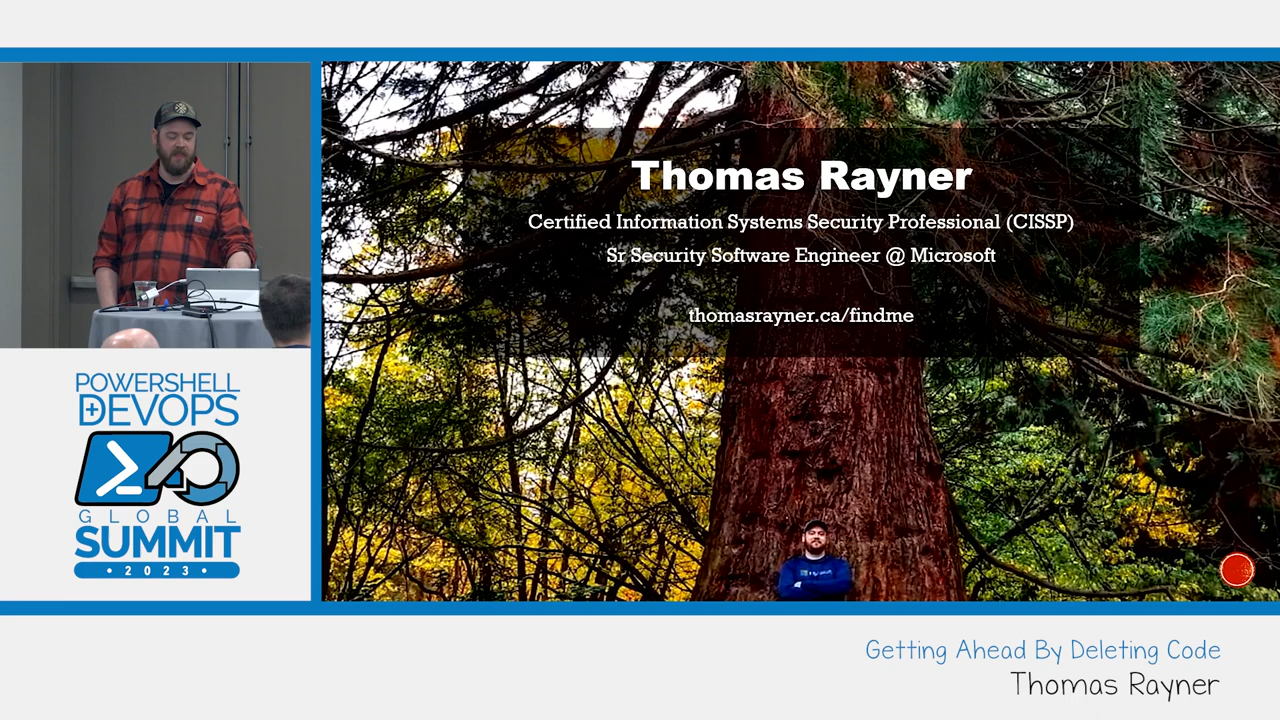 Thomas Rayner
Certified Information Systems Security Professional (CISSP)
Sr Security Software Engineer @ Microsoft
thomasrayner.ca/findme
POWERSHELL
+DEVOPS
GLOBAL
SUMMIT
• 2023 •
Getting Ahead By Deleting Code
Thomas Rayner